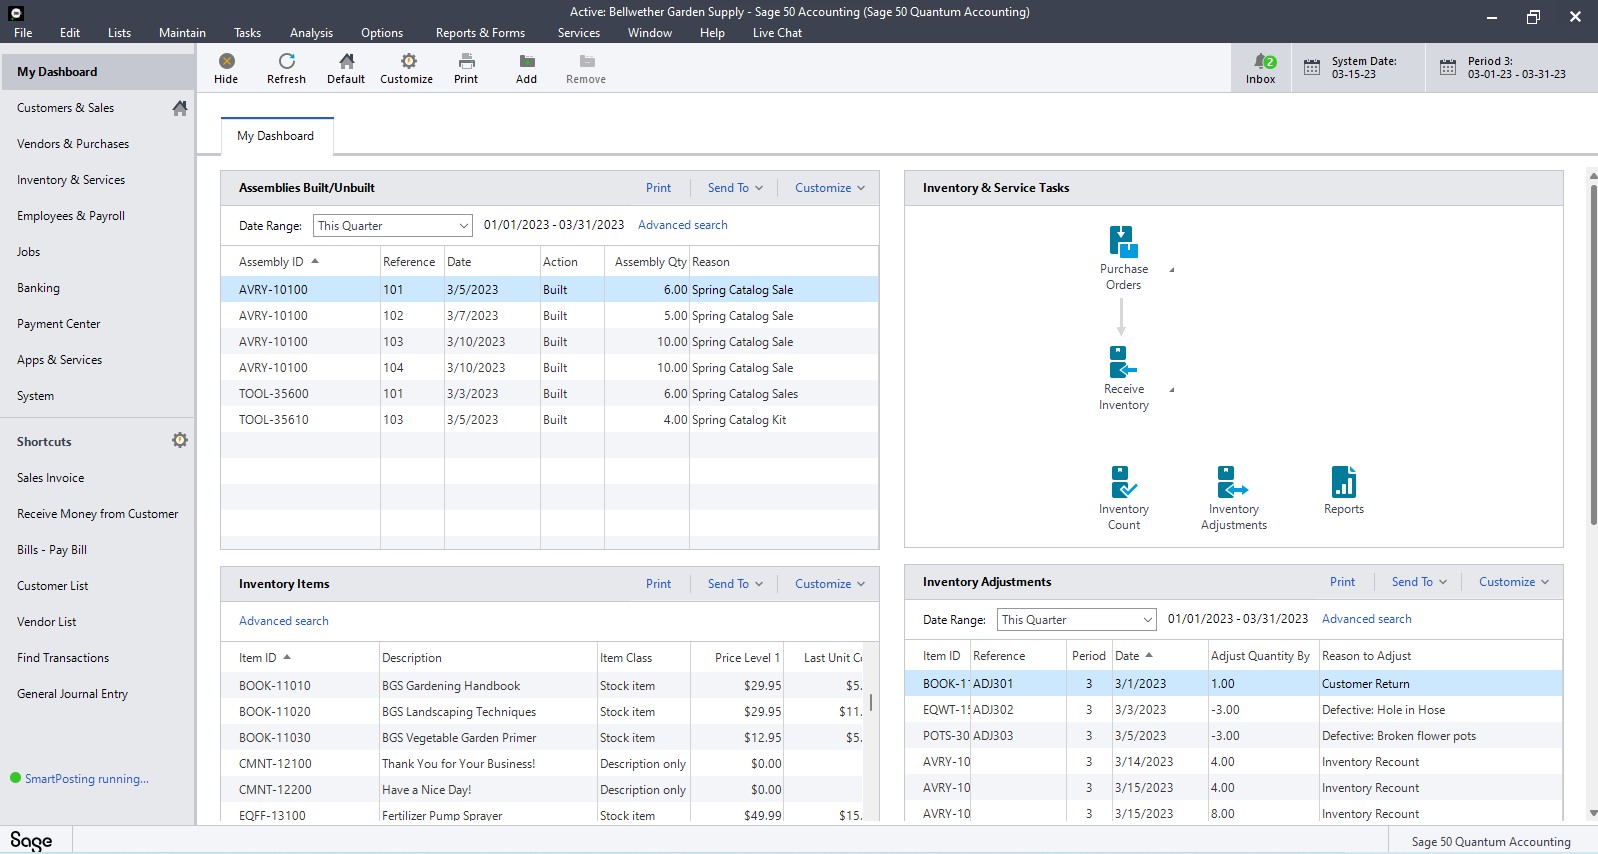 Active: Bellwether Garden Supply - Sage 50 Accounting (Sage 50 Quantum Accounting)
File Edit Lists Maintain Tasks Analysis Options Reports & Forms Services Window Help Live Chat
My Dashboard
Customers & Sales
Vendors & Purchases
Inventory & Services
Employees & Payroll
Jobs
Banking
Payment Center
Apps & Services
System
Shortcuts
Sales Invoice
Receive Money from Customer
Bills - Pay Bill
Customer List
Vendor List
Find Transactions
General Journal Entry
SmartPosting running...
Hide Refresh Default Customize Print Add Remove
2
Inbox
System Date:
03-15-23
Period 3:
03-01-23 - 03-31-23
My Dashboard
Assemblies Built/Unbuilt Print Send To Customize
Date Range: This Quarter 01/01/2023 - 03/31/2023 Advanced search
Assembly ID Reference Date Action Assembly Qty Reason
AVRY-10100 101 3/5/2023 Built 6.00 Spring Catalog Sale
AVRY-10100 102 3/7/2023 Built 5.00 Spring Catalog Sale
AVRY-10100 103 3/10/2023 Built 10.00 Spring Catalog Sale
AVRY-10100 104 3/10/2023 Built 10.00 Spring Catalog Sale
TOOL-35600 101 3/3/2023 Built 6.00 Spring Catalog Sales
TOOL-35610 103 3/5/2023 Built 4.00 Spring Catalog Kit
Inventory & Service Tasks
Purchase
Orders
Receive
Inventory
Inventory
Count
Inventory
Adjustments
Reports
Inventory Items Print Send To Customize
Advanced search
Item ID Description Item Class Price Level 1 Last Unit C
BOOK-11010 BGS Gardening Handbook Stock item $29.95 $5.
BOOK-11020 BGS Landscaping Techniques Stock item $29.95 $11.
BOOK-11030 BGS Vegetable Garden Primer Stock item $12.95 $5.
CMNT-12100 Thank You for Your Business! Description only $0.00
CMNT-12200 Have a Nice Day! Description only $0.00
EQFF-13100 Fertilizer Pump Sprayer Stock item $49.99 $15.
Inventory Adjustments Print Send To Customize
Date Range: This Quarter 01/01/2023 - 03/31/2023 Advanced search
Item ID Reference Period Date Adjust Quantity By Reason to Adjust
BOOK-1 ADJ301 3 3/1/2023 1.00 Customer Return
EQWT-1 ADJ302 3 3/3/2023 -3.00 Defective: Hole in Hose
POTS-30 ADJ303 3 3/5/2023 -3.00 Defective: Broken flower pots
AVRY-10 3 3/14/2023 4.00 Inventory Recount
AVRY-10 3 3/15/2023 4.00 Inventory Recount
AVRY-10 3 3/15/2023 8.00 Inventory Recount
Sage
Sage 50 Quantum Accounting